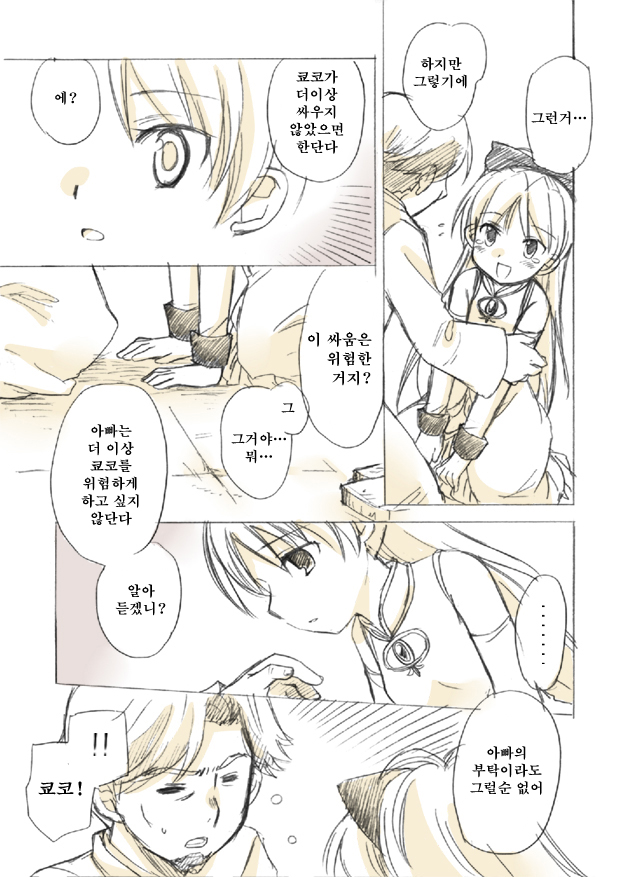 그런거…
하지만
그렇기에
쿄코가
더이상
싸우지
않았으면
한단다
에?
이 싸움은
위험한
거지?
그
그거야…
뭐…
아빠는
더 이상
쿄코를
위험하게
하고 싶지
않단다
알아
듣겠니?
.......
아빠의
부탁이라도
그럴순 없어
!!
쿄코!